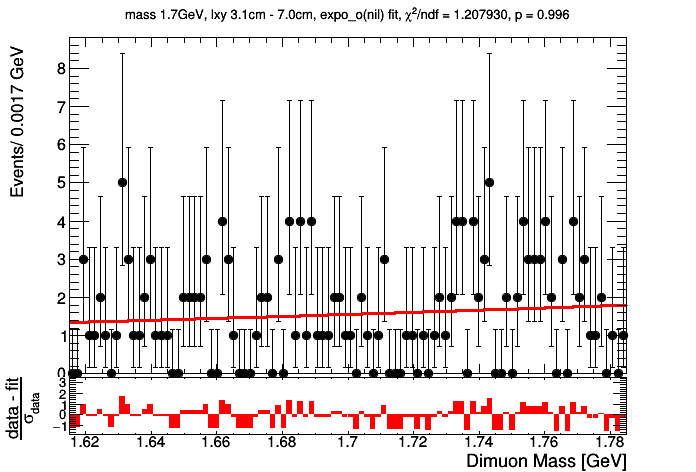 mass 1.7GeV, lxy 3.1cm - 7.0cm, expo_o(nil) fit, χ²/ndf = 1.207930, p = 0.996
Events/ 0.0017 GeV
8
7
6
5
4
3
2
1
0
data - fit
σdata
3
2
1
0
−1
1.62 1.64 1.66 1.68 1.7 1.72 1.74 1.76 1.78
Dimuon Mass [GeV]